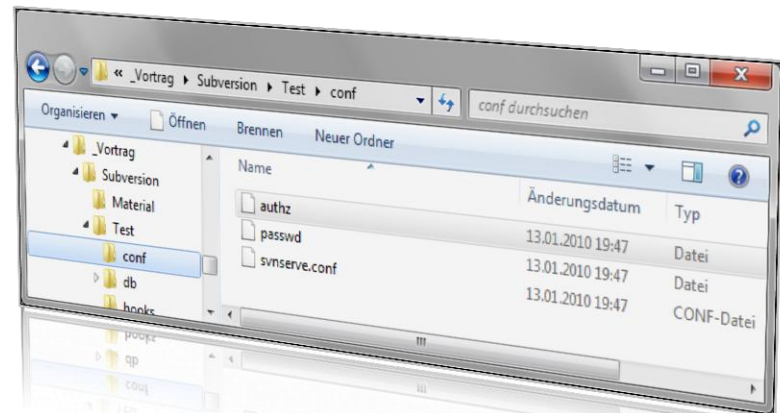 « _Vortrag ▸ Subversion ▸ Test ▸ conf
conf durchsuchen
Organisieren ▾ Öffnen Brennen Neuer Ordner
_Vortrag
Subversion
Material
Test
conf
db
hooks
Name Änderungsdatum Typ
authz 13.01.2010 19:47 Datei
passwd 13.01.2010 19:47 Datei
svnserve.conf 13.01.2010 19:47 CONF-Datei